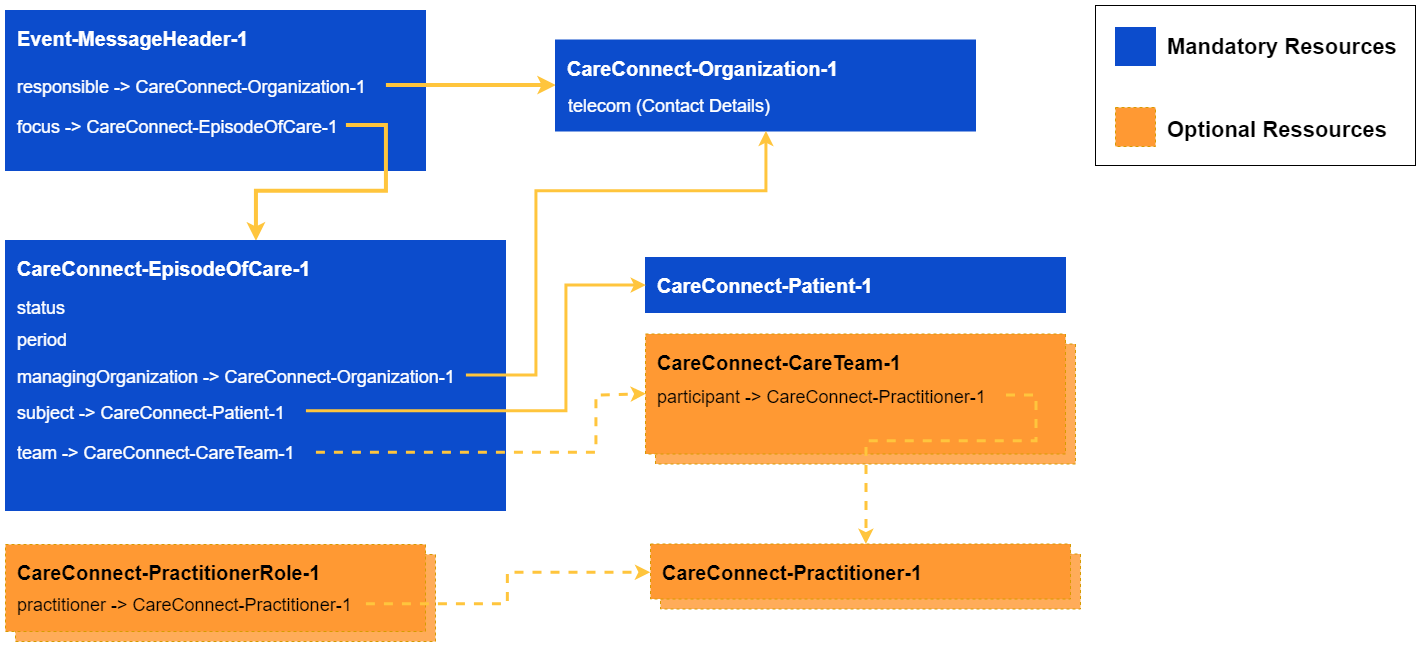 Event-MessageHeader-1
responsible -> CareConnect-Organization-1
focus -> CareConnect-EpisodeOfCare-1
CareConnect-Organization-1
telecom (Contact Details)
Mandatory Resources
Optional Ressources
CareConnect-EpisodeOfCare-1
status
period
managingOrganization -> CareConnect-Organization-1
subject -> CareConnect-Patient-1
team -> CareConnect-CareTeam-1
CareConnect-Patient-1
CareConnect-CareTeam-1
participant -> CareConnect-Practitioner-1
CareConnect-PractitionerRole-1
practitioner -> CareConnect-Practitioner-1
CareConnect-Practitioner-1